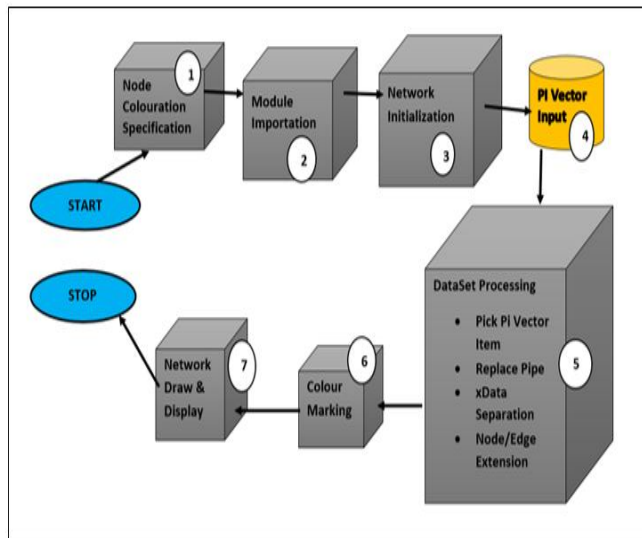 START
1
Node
Colouration
Specification
2
Module
Importation
3
Network
Initialization
4
PI Vector
Input
5
DataSet Processing
• Pick Pi Vector
Item
• Replace Pipe
• xData
Separation
• Node/Edge
Extension
6
Colour
Marking
7
Network
Draw &
Display
STOP